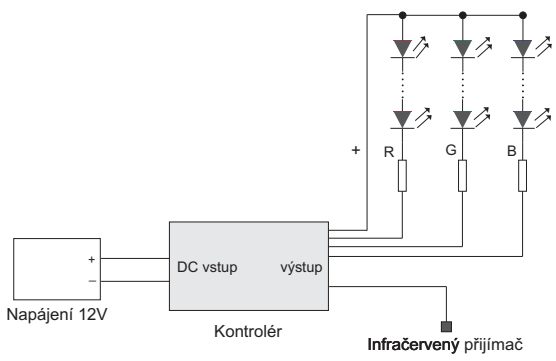 +
R
G
B
+
–
DC vstup
výstup
Napájení 12V
Kontrolér
Infračervený přijímač